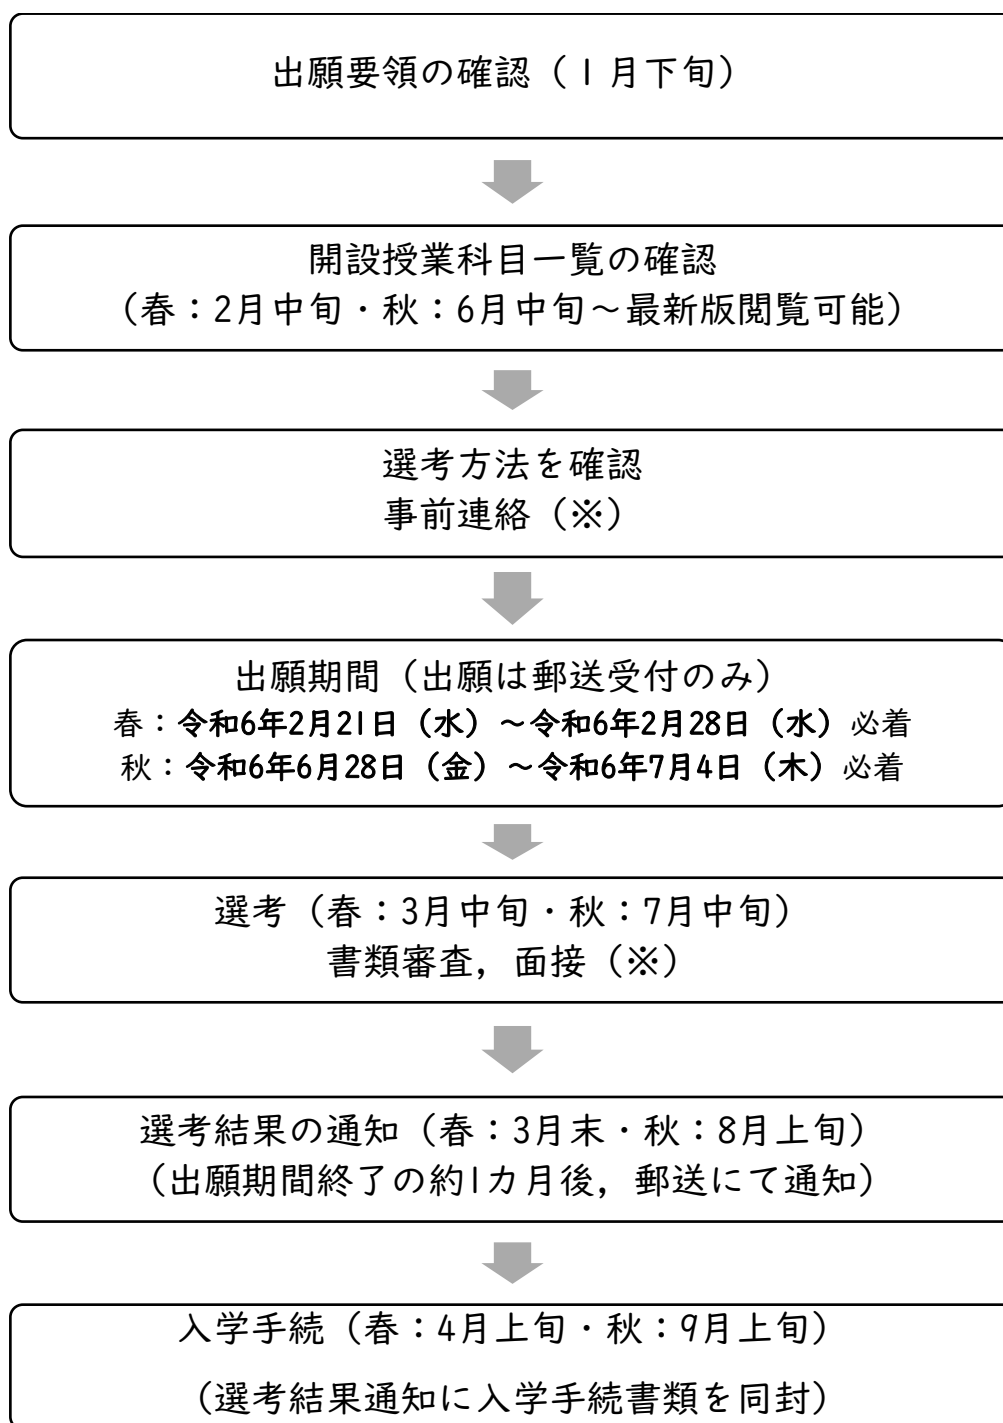 出願要領の確認（1月下旬）
開設授業科目一覧の確認
（春：2月中旬・秋：6月中旬～最新版閲覧可能）
選考方法を確認
事前連絡（※）
出願期間（出願は郵送受付のみ）
春：令和6年2月21日（水）～令和6年2月28日（水）必着
秋：令和6年6月28日（金）～令和6年7月4日（木）必着
選考（春：3月中旬・秋：7月中旬）
書類審査，面接（※）
選考結果の通知（春：3月末・秋：8月上旬）
（出願期間終了の約1カ月後，郵送にて通知）
入学手続（春：4月上旬・秋：9月上旬）
（選考結果通知に入学手続書類を同封）